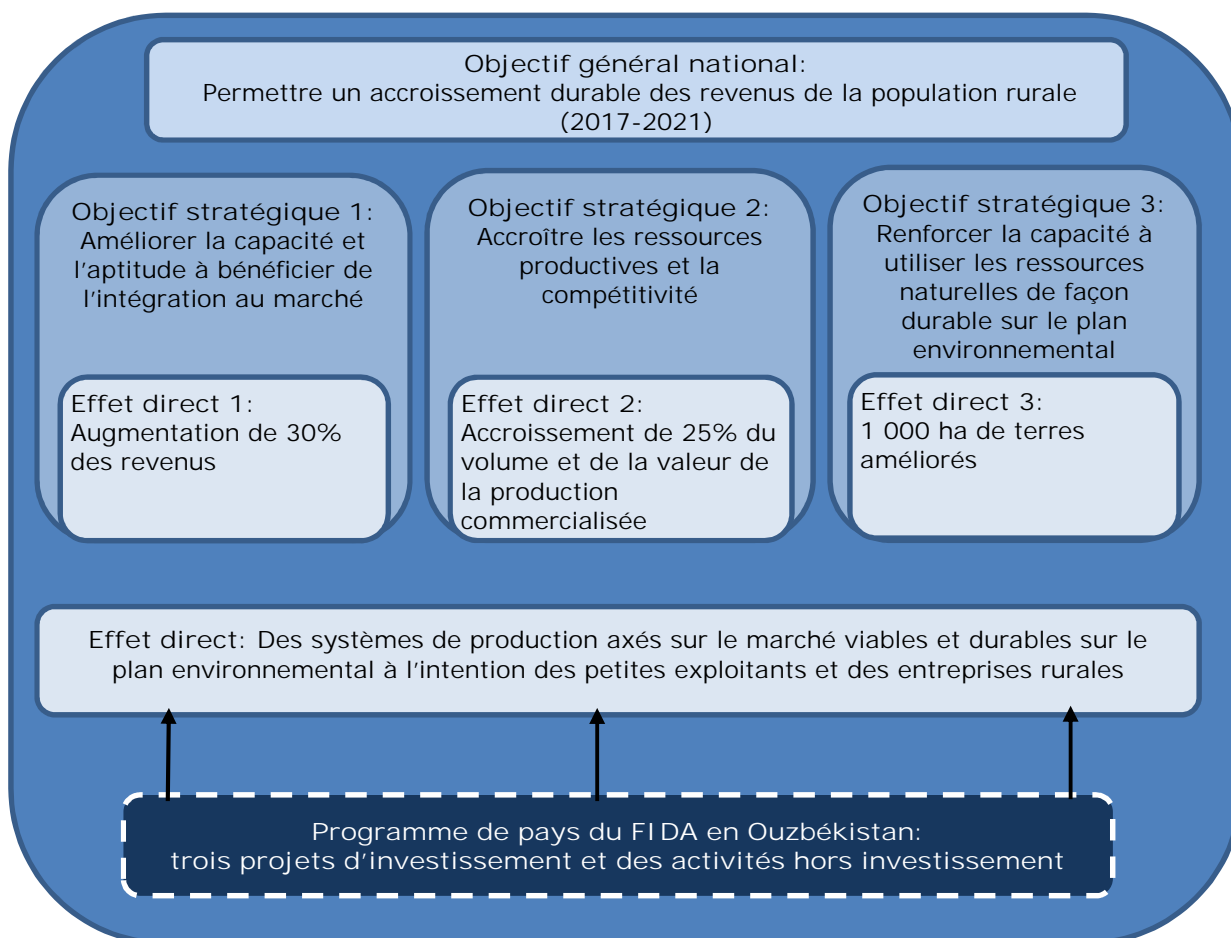 Objectif général national:
Permettre un accroissement durable des revenus de la population rurale
(2017-2021)
Objectif stratégique 1:
Améliorer la capacité et
l'aptitude à bénéficier de
l'intégration au marché
Effet direct 1:
Augmentation de 30%
des revenus
Objectif stratégique 2:
Accroître les ressources
productives et la
compétitivité
Effet direct 2:
Accroissement de 25% du
volume et de la valeur de
la production
commercialisée
Objectif stratégique 3:
Renforcer la capacité à
utiliser les ressources
naturelles de façon
durable sur le plan
environnemental
Effet direct 3:
1 000 ha de terres
améliorés
Effet direct: Des systèmes de production axés sur le marché viables et durables sur le
plan environnemental à l'intention des petites exploitants et des entreprises rurales
Programme de pays du FIDA en Ouzbékistan:
trois projets d'investissement et des activités hors investissement